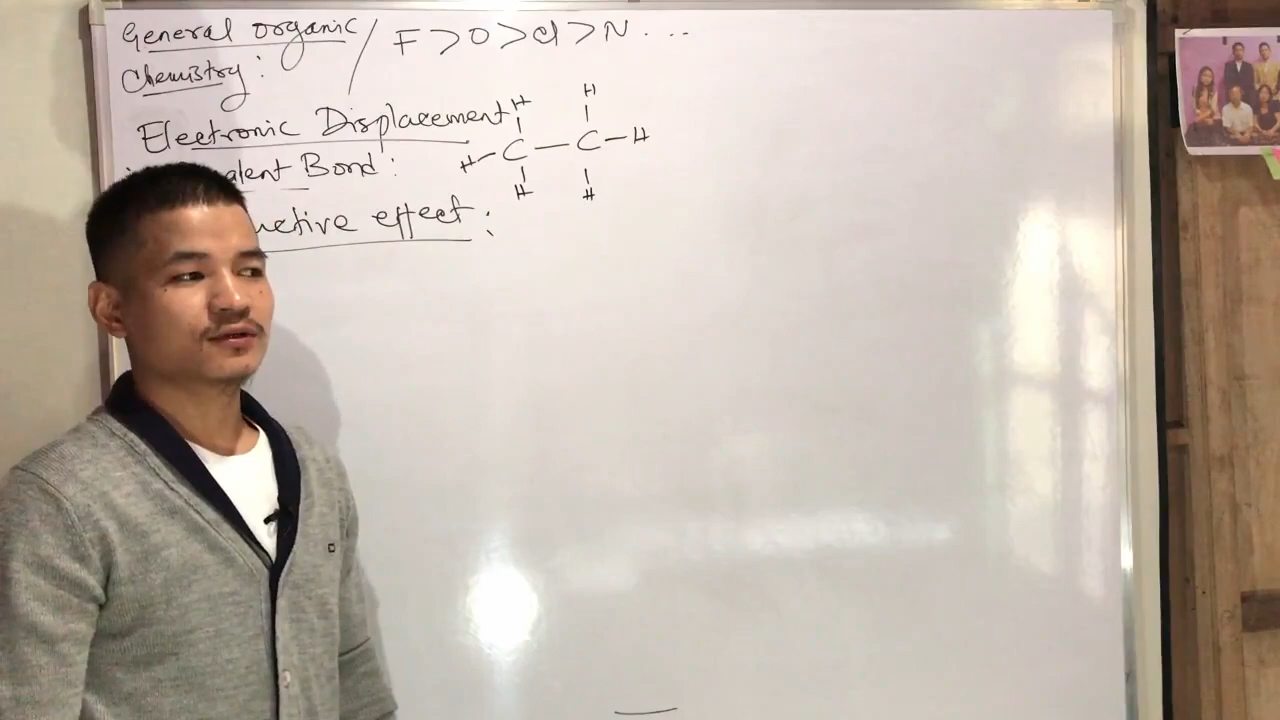 General organic / F > O > Cl > N ...
Chemistry :
Electronic Displacement
alent Bond :
uctive effect :
H H
H - C - C - H
H H